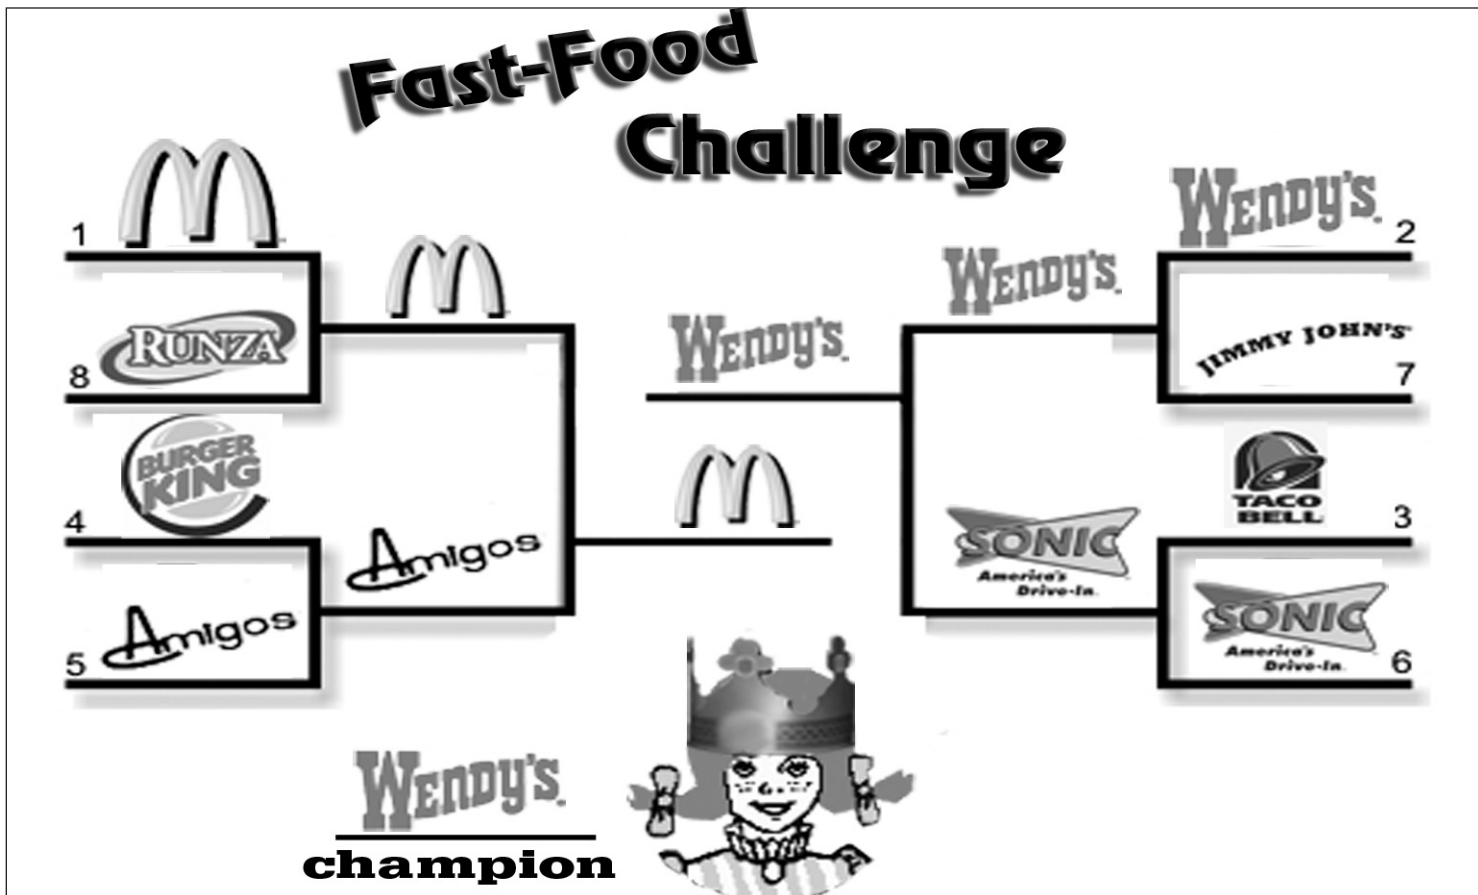 Fast-Food
Challenge
1
WENDY'S
2
WENDY'S
RUNZA
8
WENDY'S
JIMMY JOHN'S
7
BURGER
KING
4
TACO
BELL
3
Amigos
SONIC
America's
Drive-In
Amigos
5
SONIC
America's
Drive-In
6
WENDY'S
champion